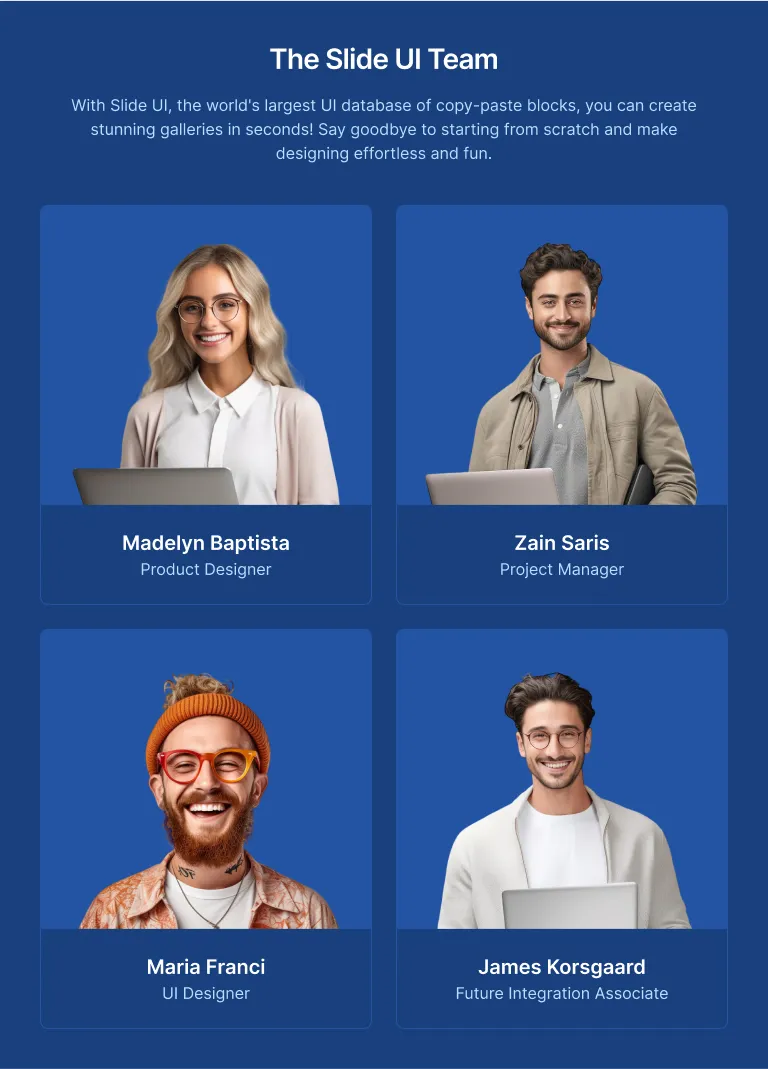 The Slide UI Team
With Slide UI, the world's largest UI database of copy-paste blocks, you can create
stunning galleries in seconds! Say goodbye to starting from scratch and make
designing effortless and fun.
Madelyn Baptista
Product Designer
Zain Saris
Project Manager
Maria Franci
UI Designer
James Korsgaard
Future Integration Associate